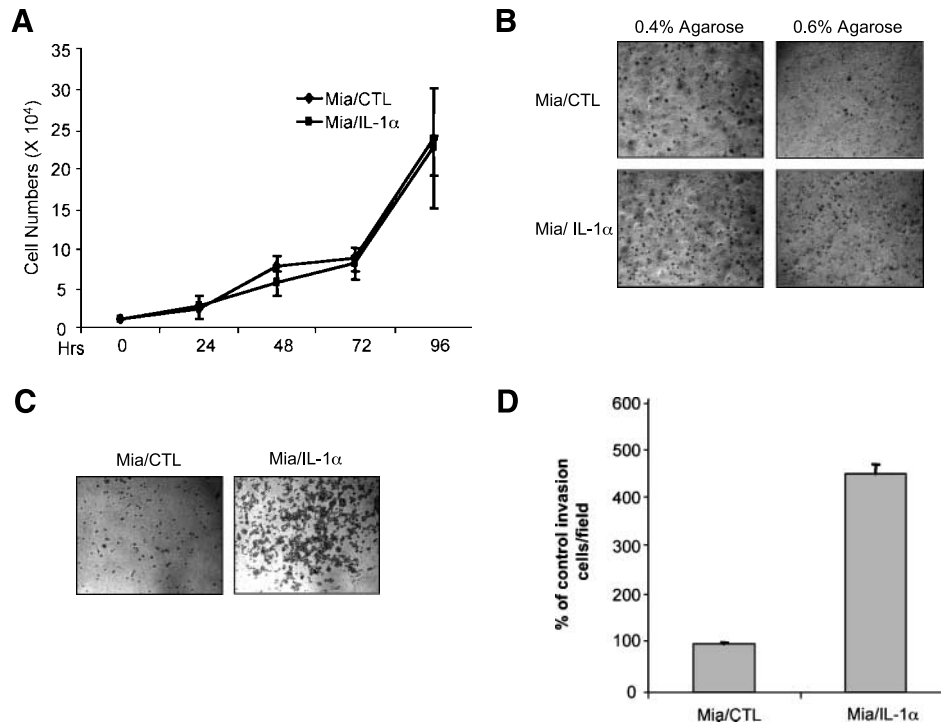 A
Cell Numbers (X 10⁴)
35
30
25
20
15
10
5
0
Mia/CTL
Mia/IL-1α
Hrs 0 24 48 72 96
B
0.4% Agarose 0.6% Agarose
Mia/CTL
Mia/ IL-1α
C
Mia/CTL Mia/IL-1α
D
% of control invasion
cells/field
600
500
400
300
200
100
0
Mia/CTL Mia/IL-1α